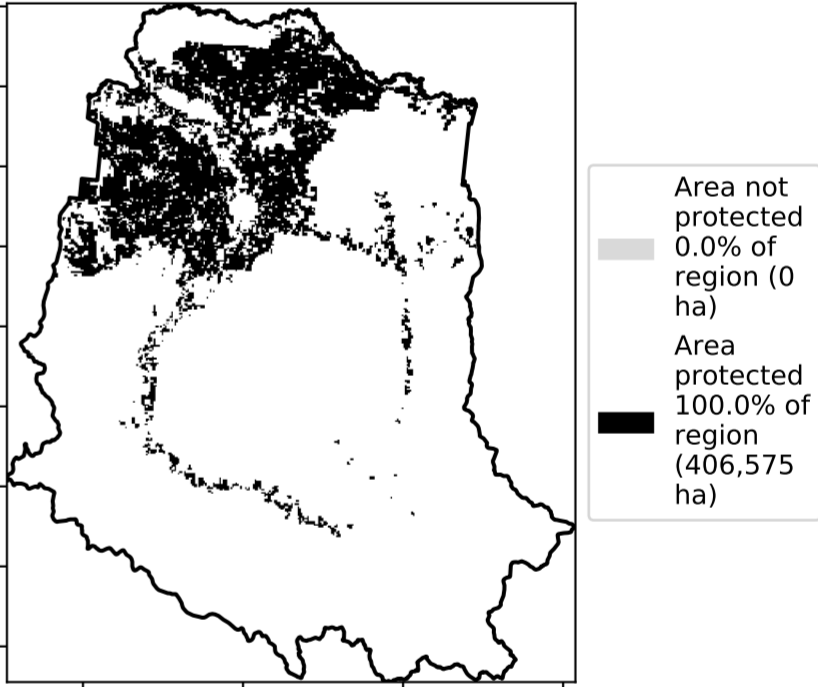 Area not
protected
0.0% of
region (0
ha)
Area
protected
100.0% of
region
(406,575
ha)